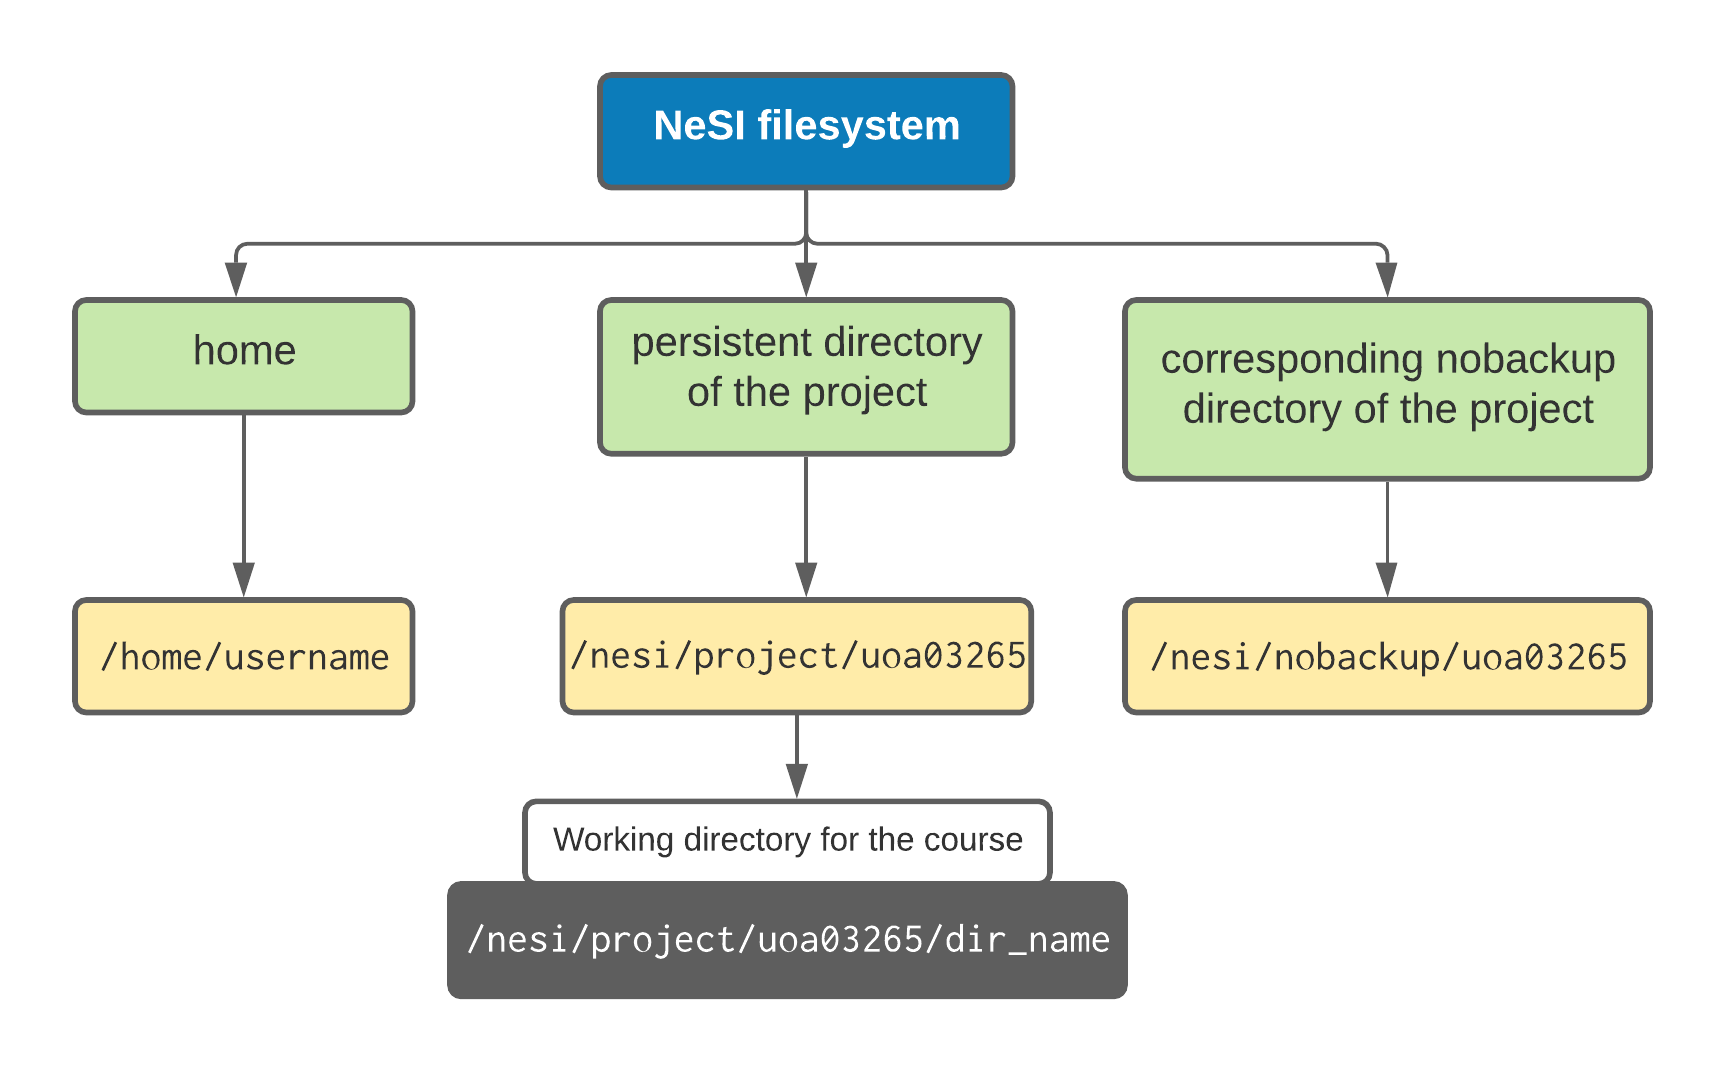 NeSI filesystem
home
persistent directory
of the project
corresponding nobackup
directory of the project
/home/username
/nesi/project/uoa03265
/nesi/nobackup/uoa03265
Working directory for the course
/nesi/project/uoa03265/dir_name